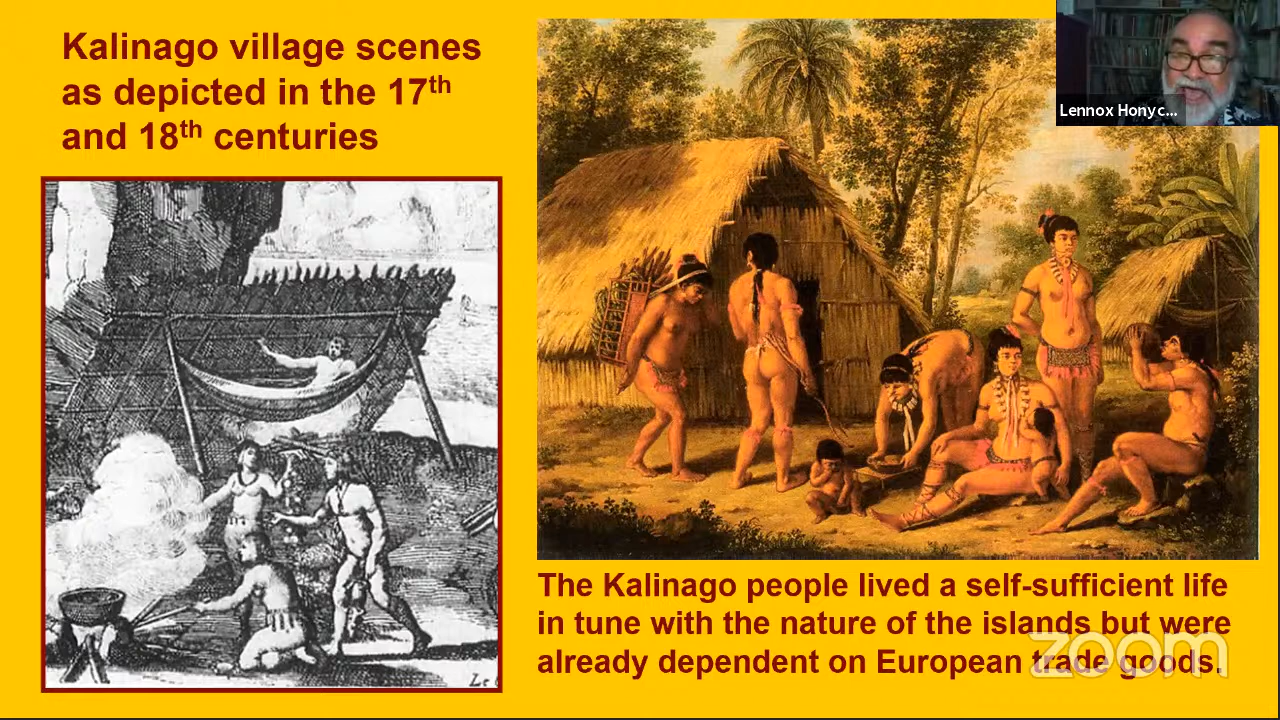 Kalinago village scenes
as depicted in the 17th
and 18th centuries
Lennox Honyc...
The Kalinago people lived a self-sufficient life
in tune with the nature of the islands but were
already dependent on European trade goods.
zoom